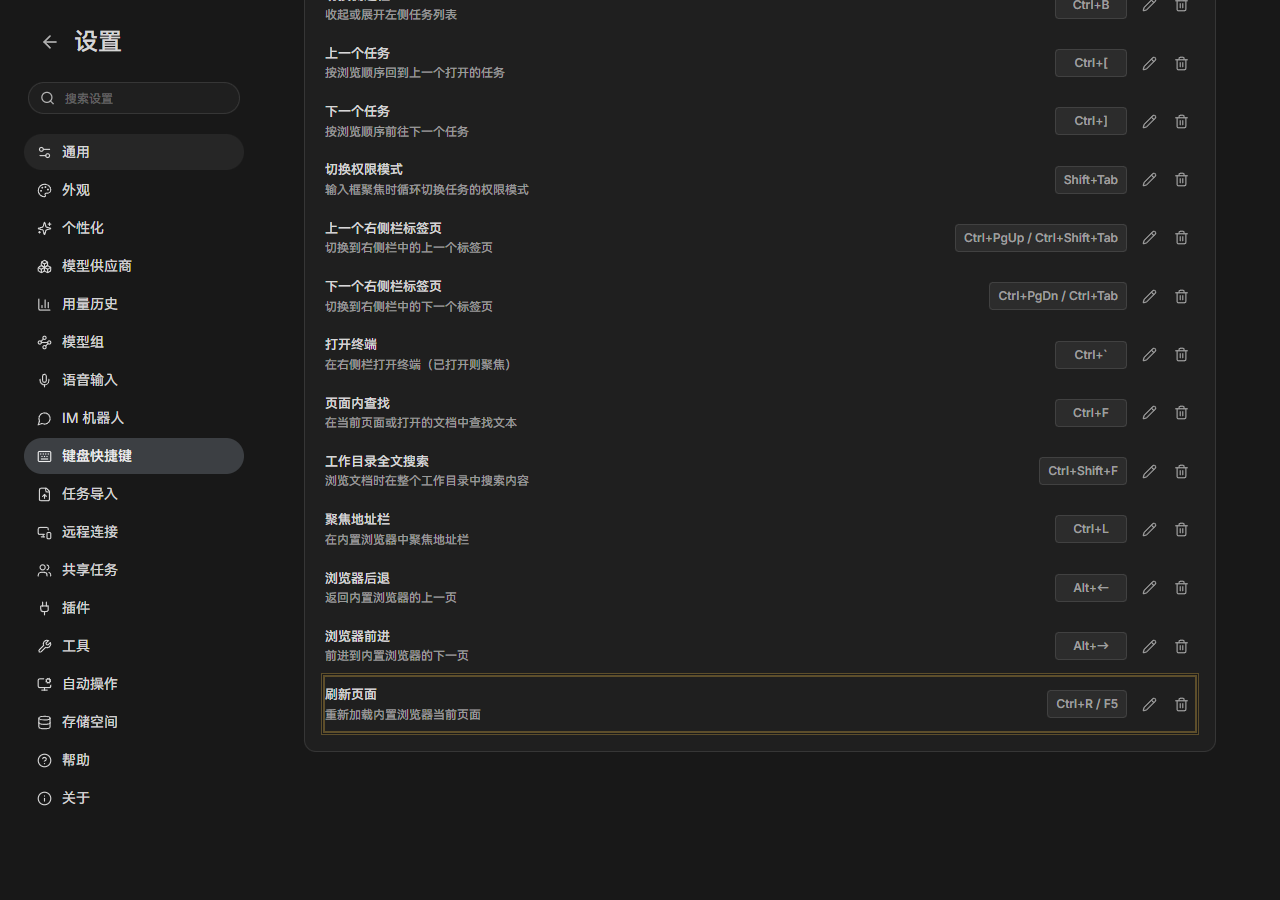 设置
搜索设置
通用
外观
个性化
模型供应商
用量历史
模型组
语音输入
IM 机器人
键盘快捷键
任务导入
远程连接
共享任务
插件
工具
自动操作
存储空间
帮助
关于
收起或展开左侧任务列表
Ctrl+B
上一个任务
按浏览顺序回到上一个打开的任务
Ctrl+[
下一个任务
按浏览顺序前往下一个任务
Ctrl+]
切换权限模式
输入框聚焦时循环切换任务的权限模式
Shift+Tab
上一个右侧栏标签页
切换到右侧栏中的上一个标签页
Ctrl+PgUp / Ctrl+Shift+Tab
下一个右侧栏标签页
切换到右侧栏中的下一个标签页
Ctrl+PgDn / Ctrl+Tab
打开终端
在右侧栏打开终端（已打开则聚焦）
Ctrl+`
页面内查找
在当前页面或打开的文档中查找文本
Ctrl+F
工作目录全文搜索
浏览文档时在整个工作目录中搜索内容
Ctrl+Shift+F
聚焦地址栏
在内置浏览器中聚焦地址栏
Ctrl+L
浏览器后退
返回内置浏览器的上一页
Alt+←
浏览器前进
前进到内置浏览器的下一页
Alt+→
刷新页面
重新加载内置浏览器当前页面
Ctrl+R / F5